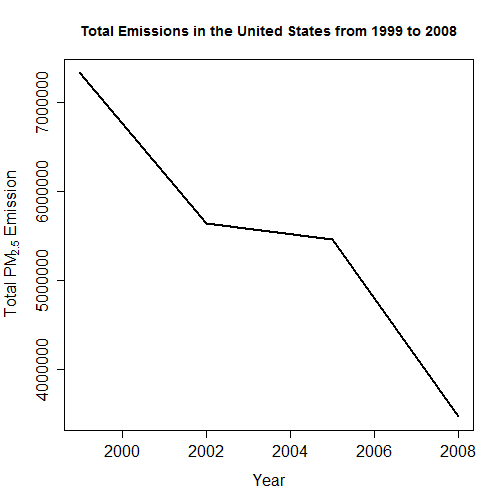 Total Emissions in the United States from 1999 to 2008
Total PM2.5 Emission
7000000
6000000
5000000
4000000
2000 2002 2004 2006 2008
Year